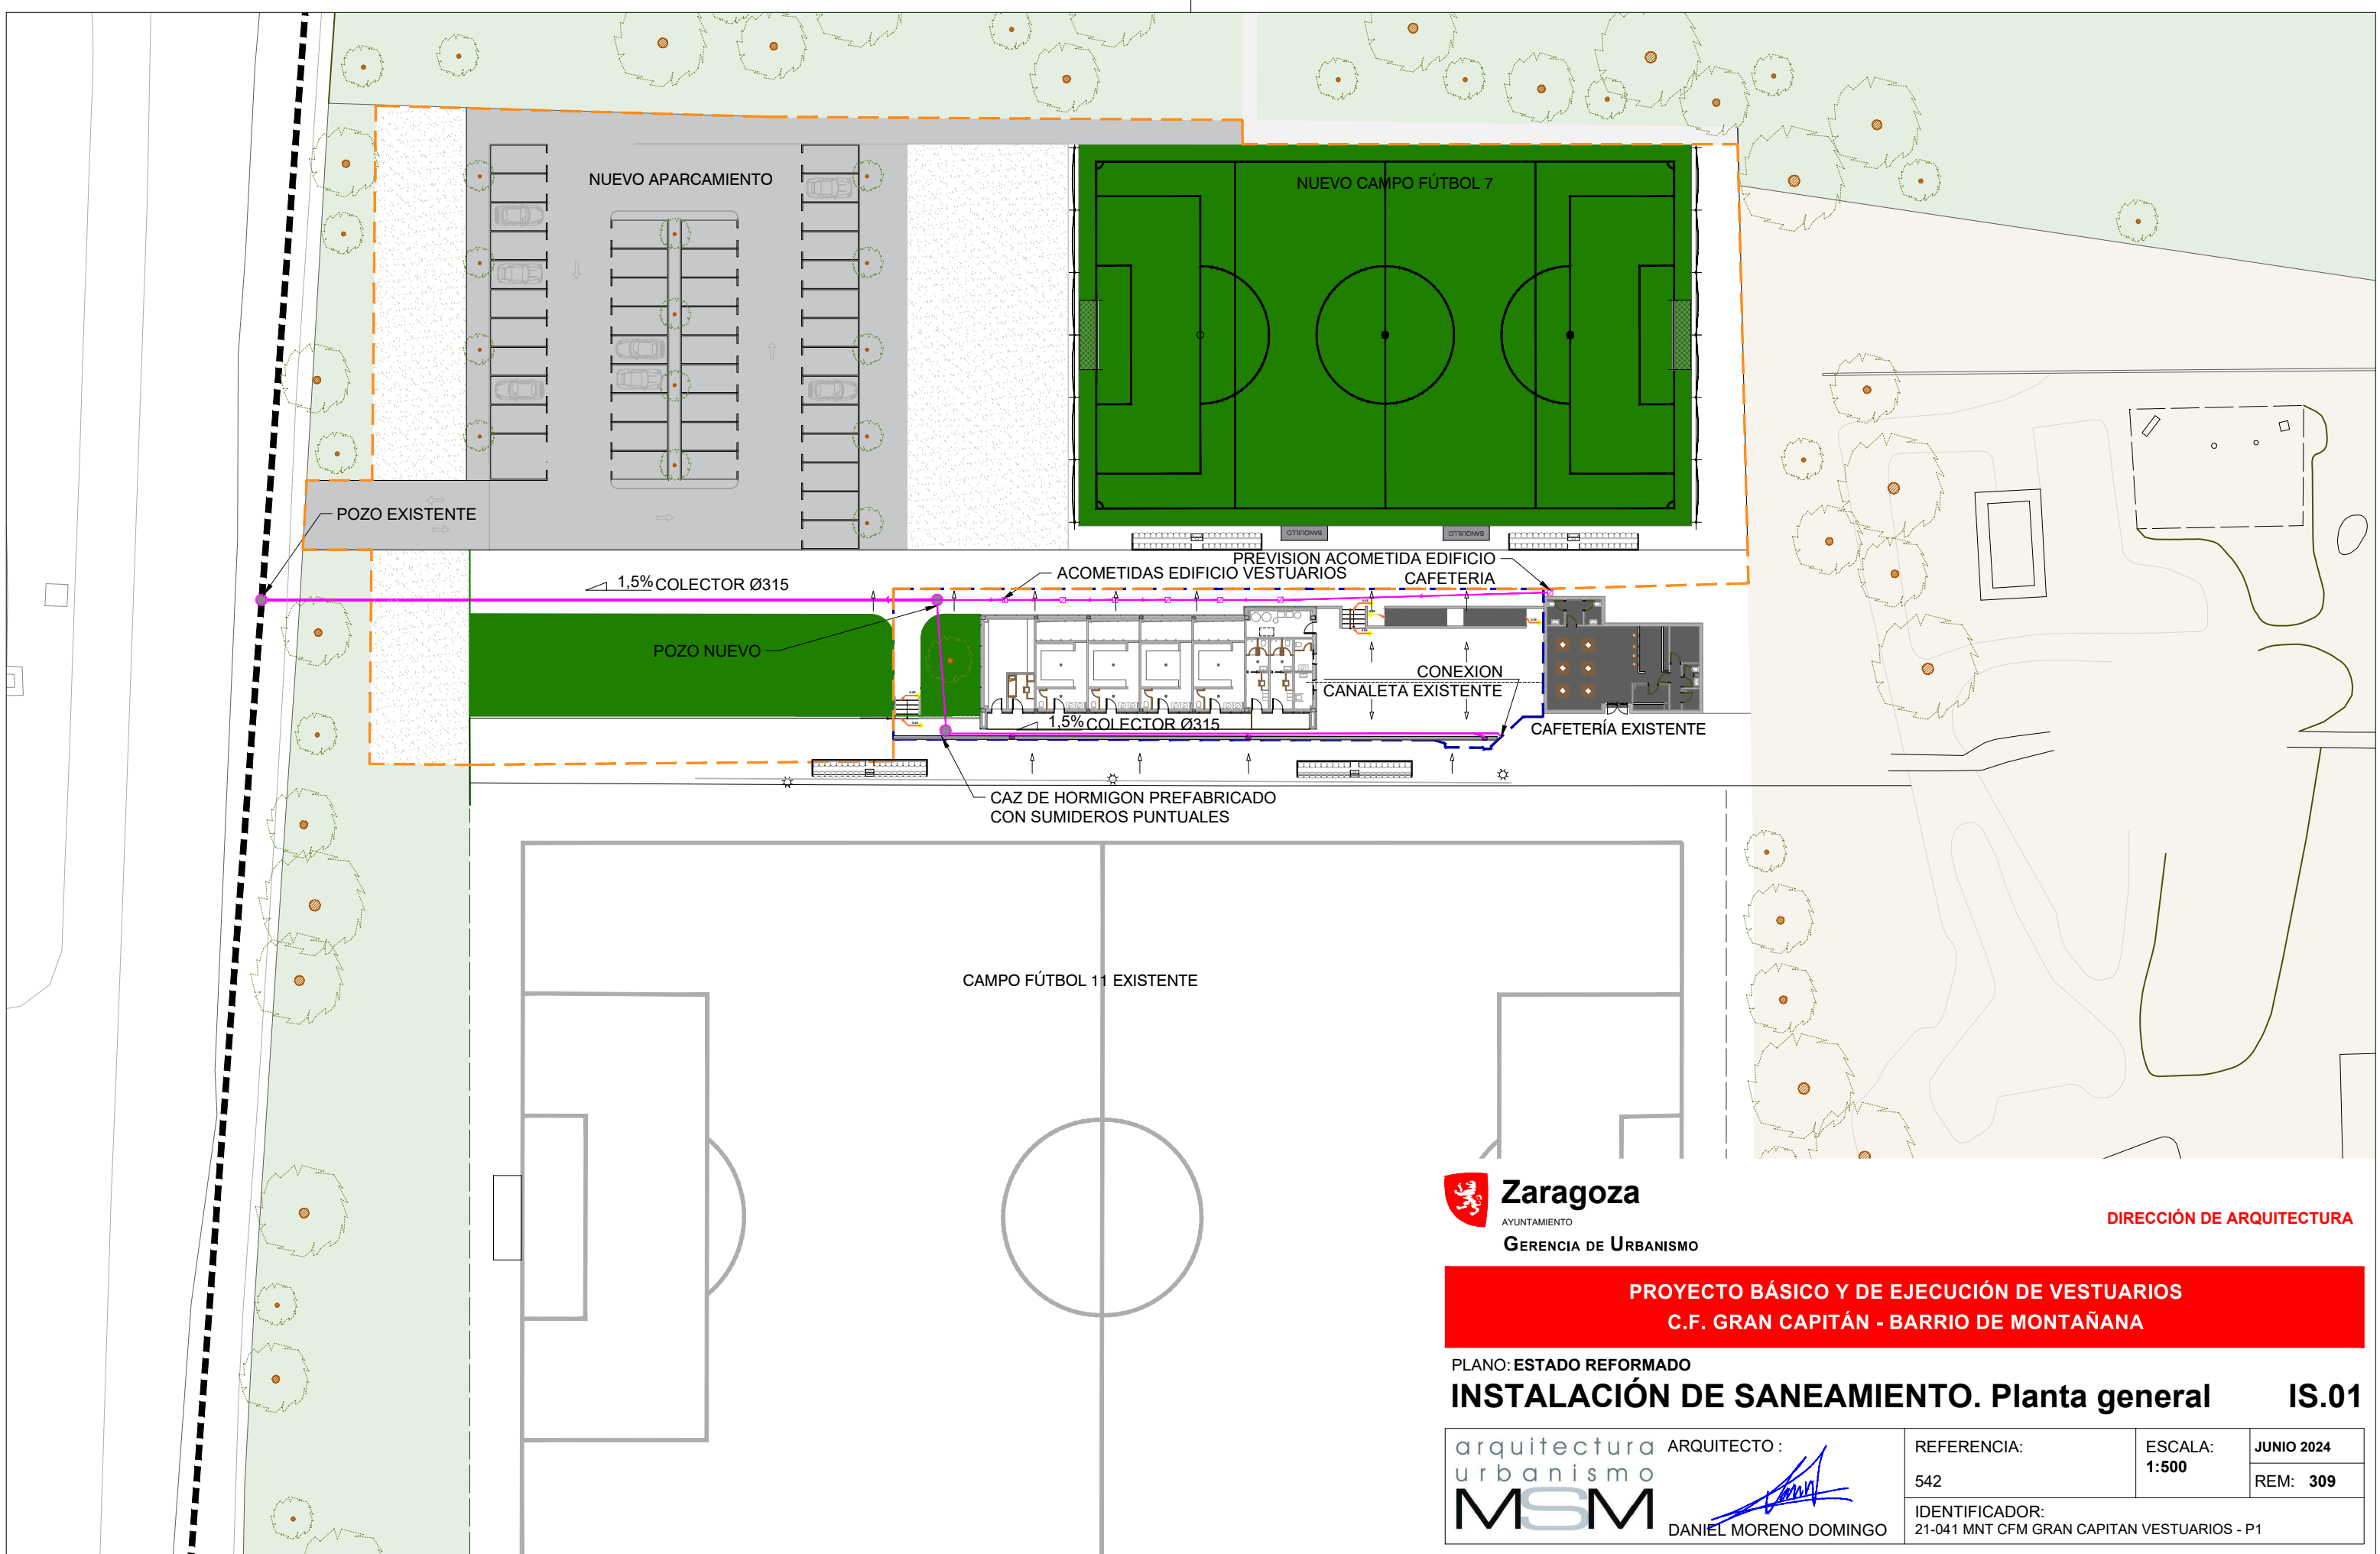 NUEVO APARCAMIENTO
NUEVO CAMPO FÚTBOL 7
POZO EXISTENTE
BANQUILLO
BANQUILLO
PREVISION ACOMETIDA EDIFICIO
CAFETERIA
ACOMETIDAS EDIFICIO VESTUARIOS
1,5% COLECTOR Ø315
POZO NUEVO
CONEXION
CANALETA EXISTENTE
1,5% COLECTOR Ø315
CAFETERÍA EXISTENTE
CAZ DE HORMIGON PREFABRICADO
CON SUMIDEROS PUNTUALES
CAMPO FÚTBOL 11 EXISTENTE
Zaragoza
AYUNTAMIENTO
GERENCIA DE URBANISMO
DIRECCIÓN DE ARQUITECTURA
PROYECTO BÁSICO Y DE EJECUCIÓN DE VESTUARIOS
C.F. GRAN CAPITÁN - BARRIO DE MONTAÑANA
PLANO: ESTADO REFORMADO
INSTALACIÓN DE SANEAMIENTO. Planta general IS.01
arquitectura
urbanismo
MSM
ARQUITECTO :
DANIEL MORENO DOMINGO
REFERENCIA:
542
ESCALA:
1:500
JUNIO 2024
REM: 309
IDENTIFICADOR:
21-041 MNT CFM GRAN CAPITAN VESTUARIOS - P1